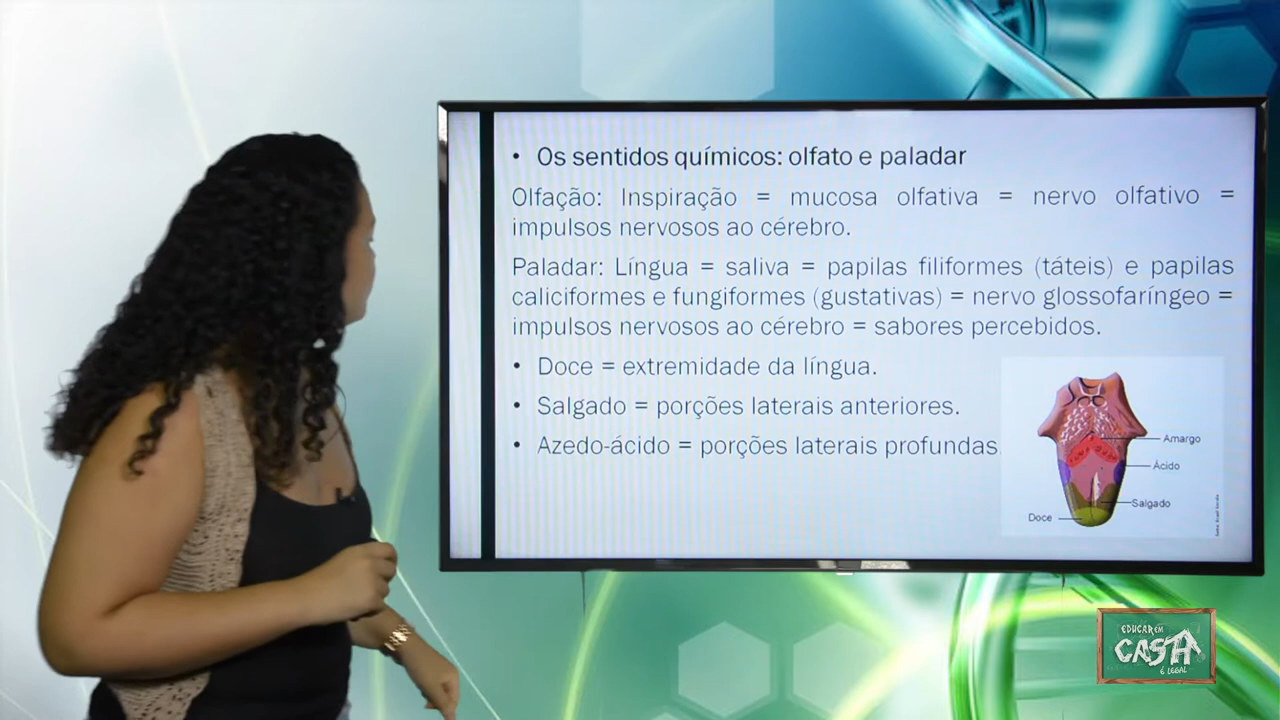 • Os sentidos químicos: olfato e paladar
Olfação: Inspiração = mucosa olfativa = nervo olfativo =
impulsos nervosos ao cérebro.
Paladar: Língua = saliva = papilas filiformes (táteis) e papilas
caliciformes e fungiformes (gustativas) = nervo glossofaríngeo =
impulsos nervosos ao cérebro = sabores percebidos.
• Doce = extremidade da língua.
• Salgado = porções laterais anteriores.
• Azedo-ácido = porções laterais profundas.
Amargo
Ácido
Salgado
Doce
EDUCAR EM
CASA
É LEGAL